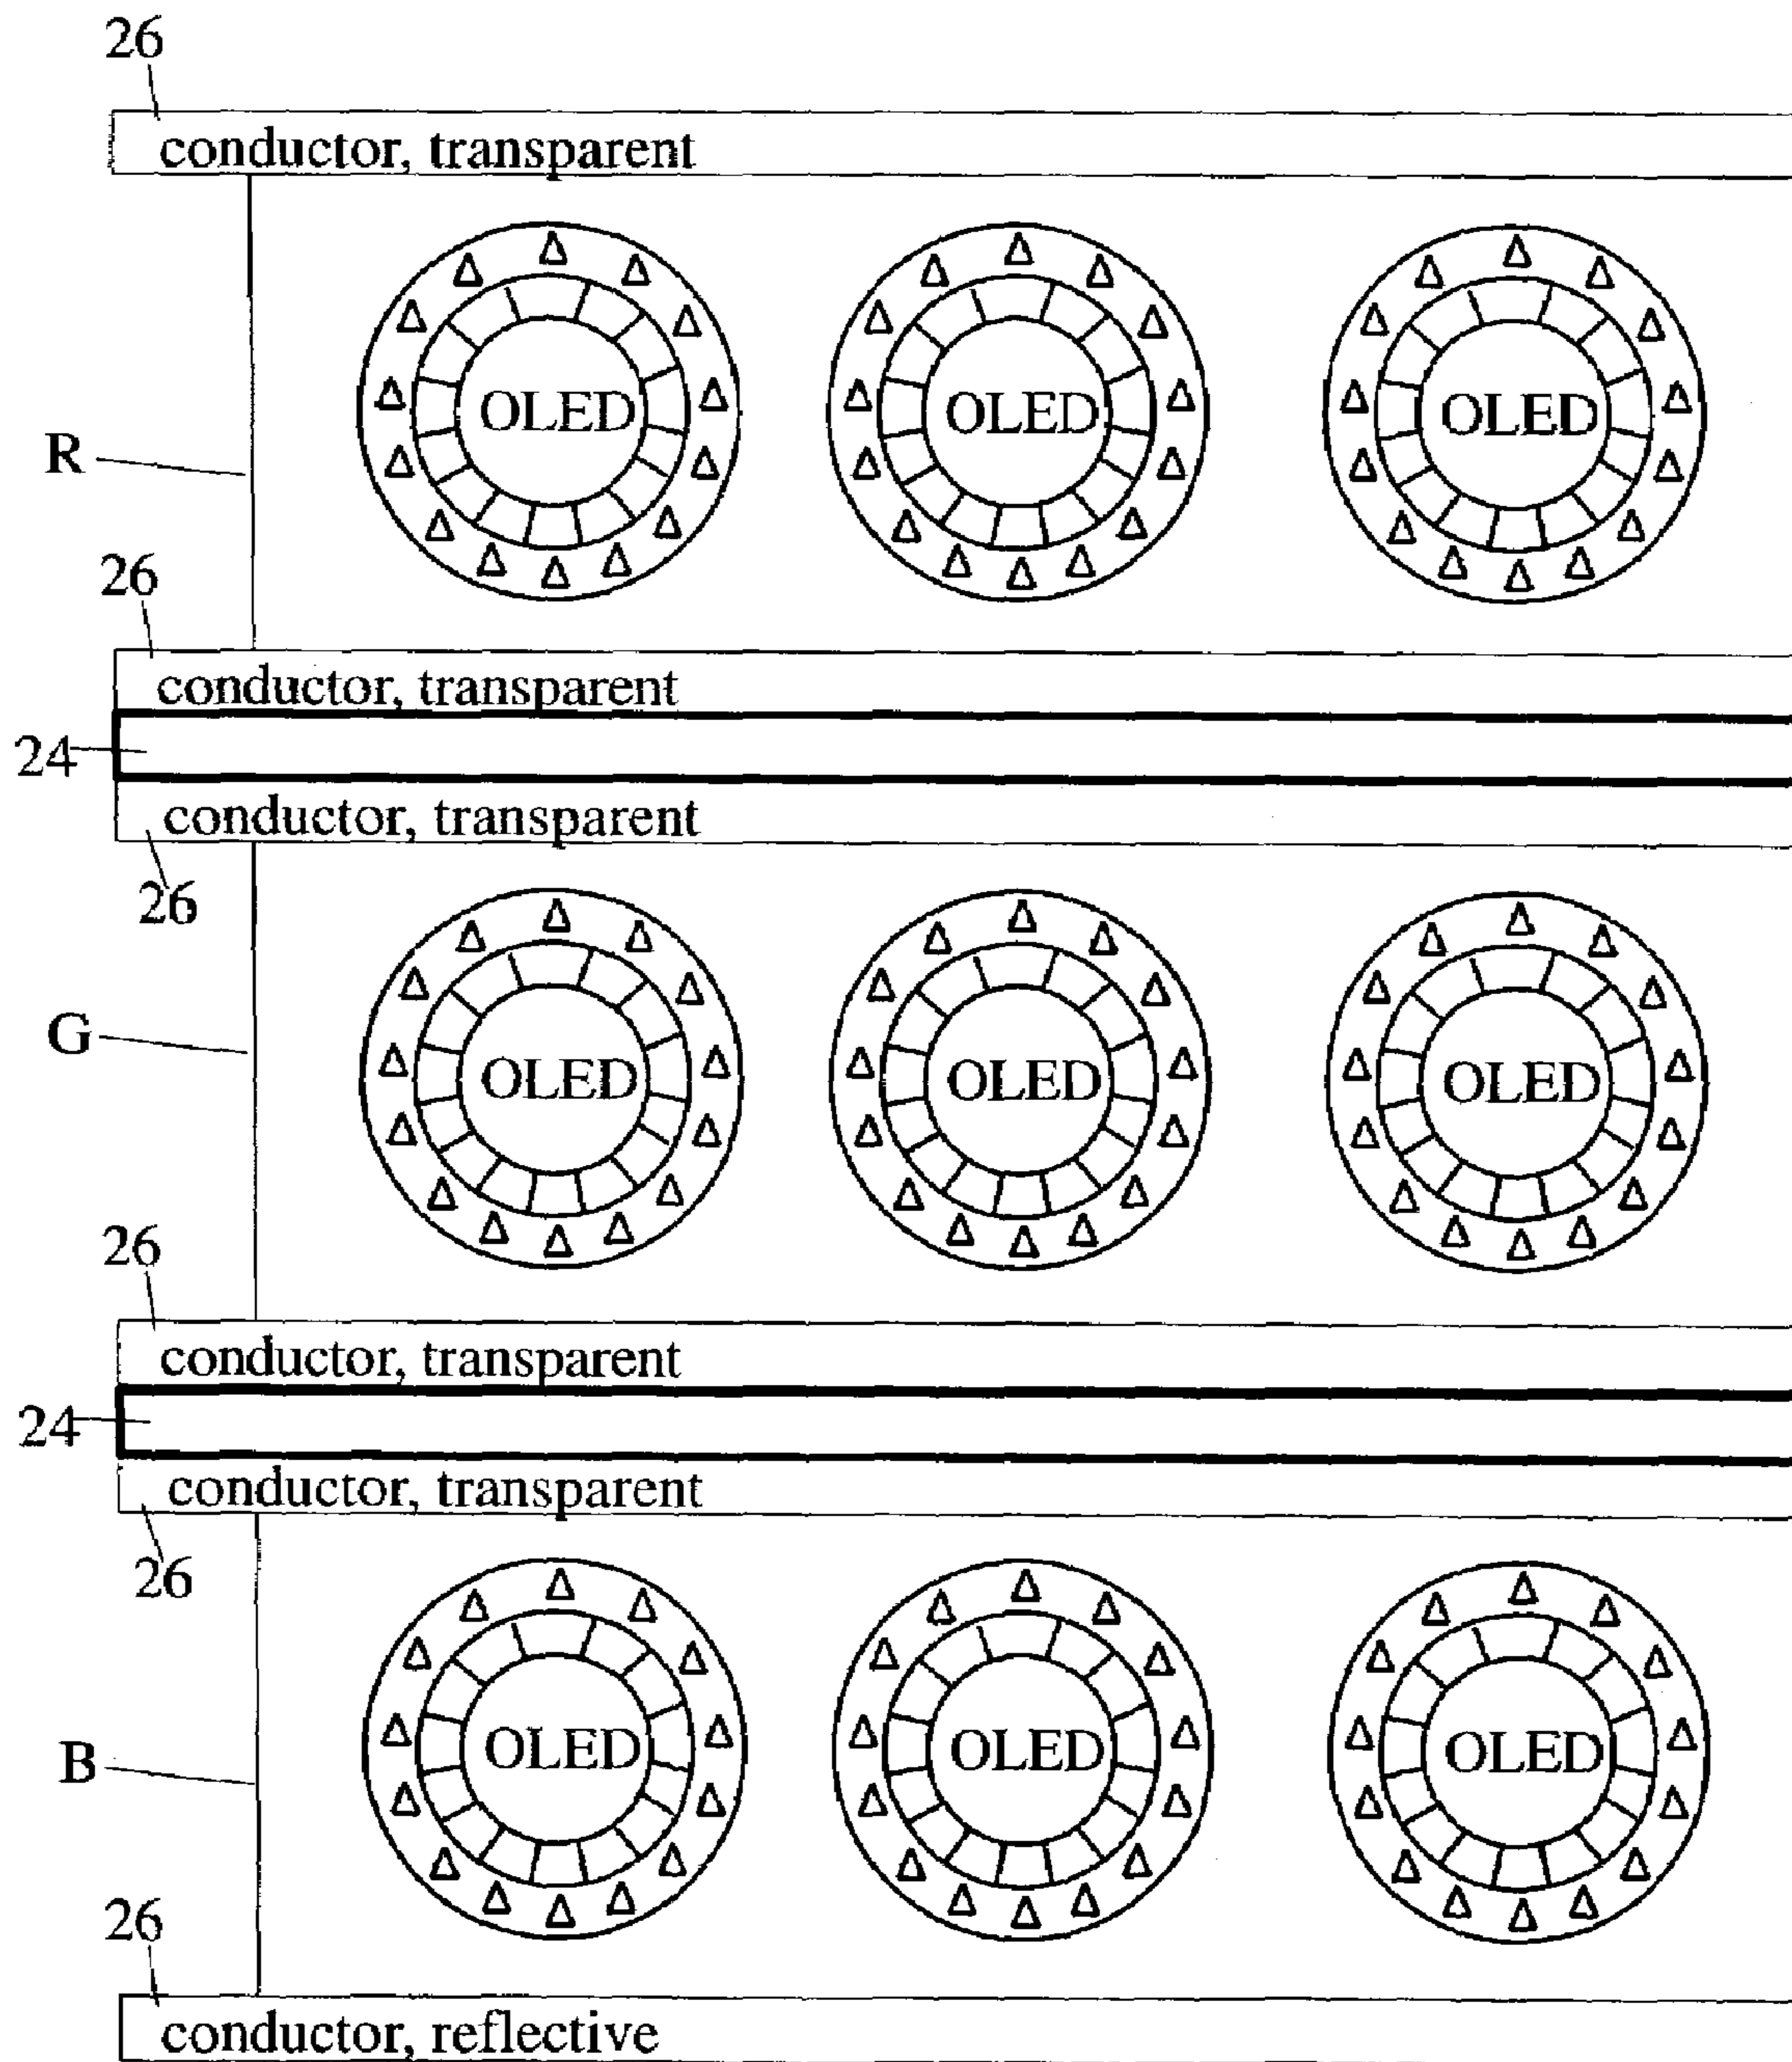 26
conductor, transparent
OLED OLED OLED
R
26
conductor, transparent
24
conductor, transparent
26
G
OLED OLED OLED
26
conductor, transparent
24
conductor, transparent
26
B
OLED OLED OLED
26
conductor, reflective